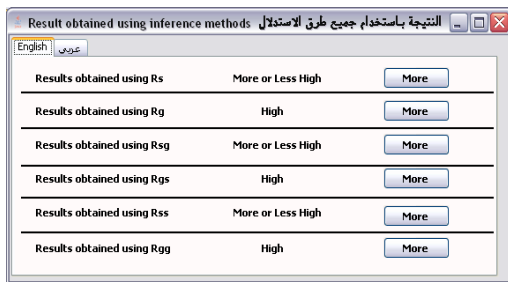 Result obtained using inference methods النتيجة باستخدام جميع طرق الاستدلال
English عربي
Results obtained using Rs More or Less High More
Results obtained using Rg High More
Results obtained using Rsg More or Less High More
Results obtained using Rgs High More
Results obtained using Rss More or Less High More
Results obtained using Rgg High More